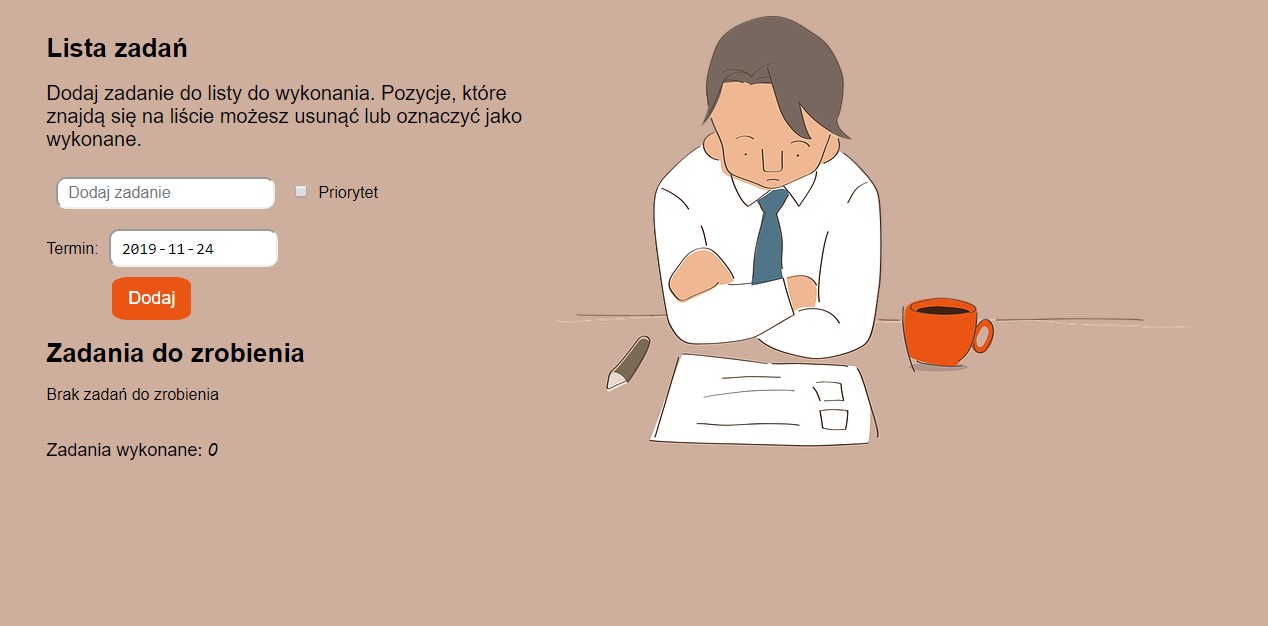 Lista zadań
Dodaj zadanie do listy do wykonania. Pozycje, które
znajdą się na liście możesz usunąć lub oznaczyć jako
wykonane.
Dodaj zadanie
Priorytet
Termin: 2019-11-24
Dodaj
Zadania do zrobienia
Brak zadań do zrobienia
Zadania wykonane: 0